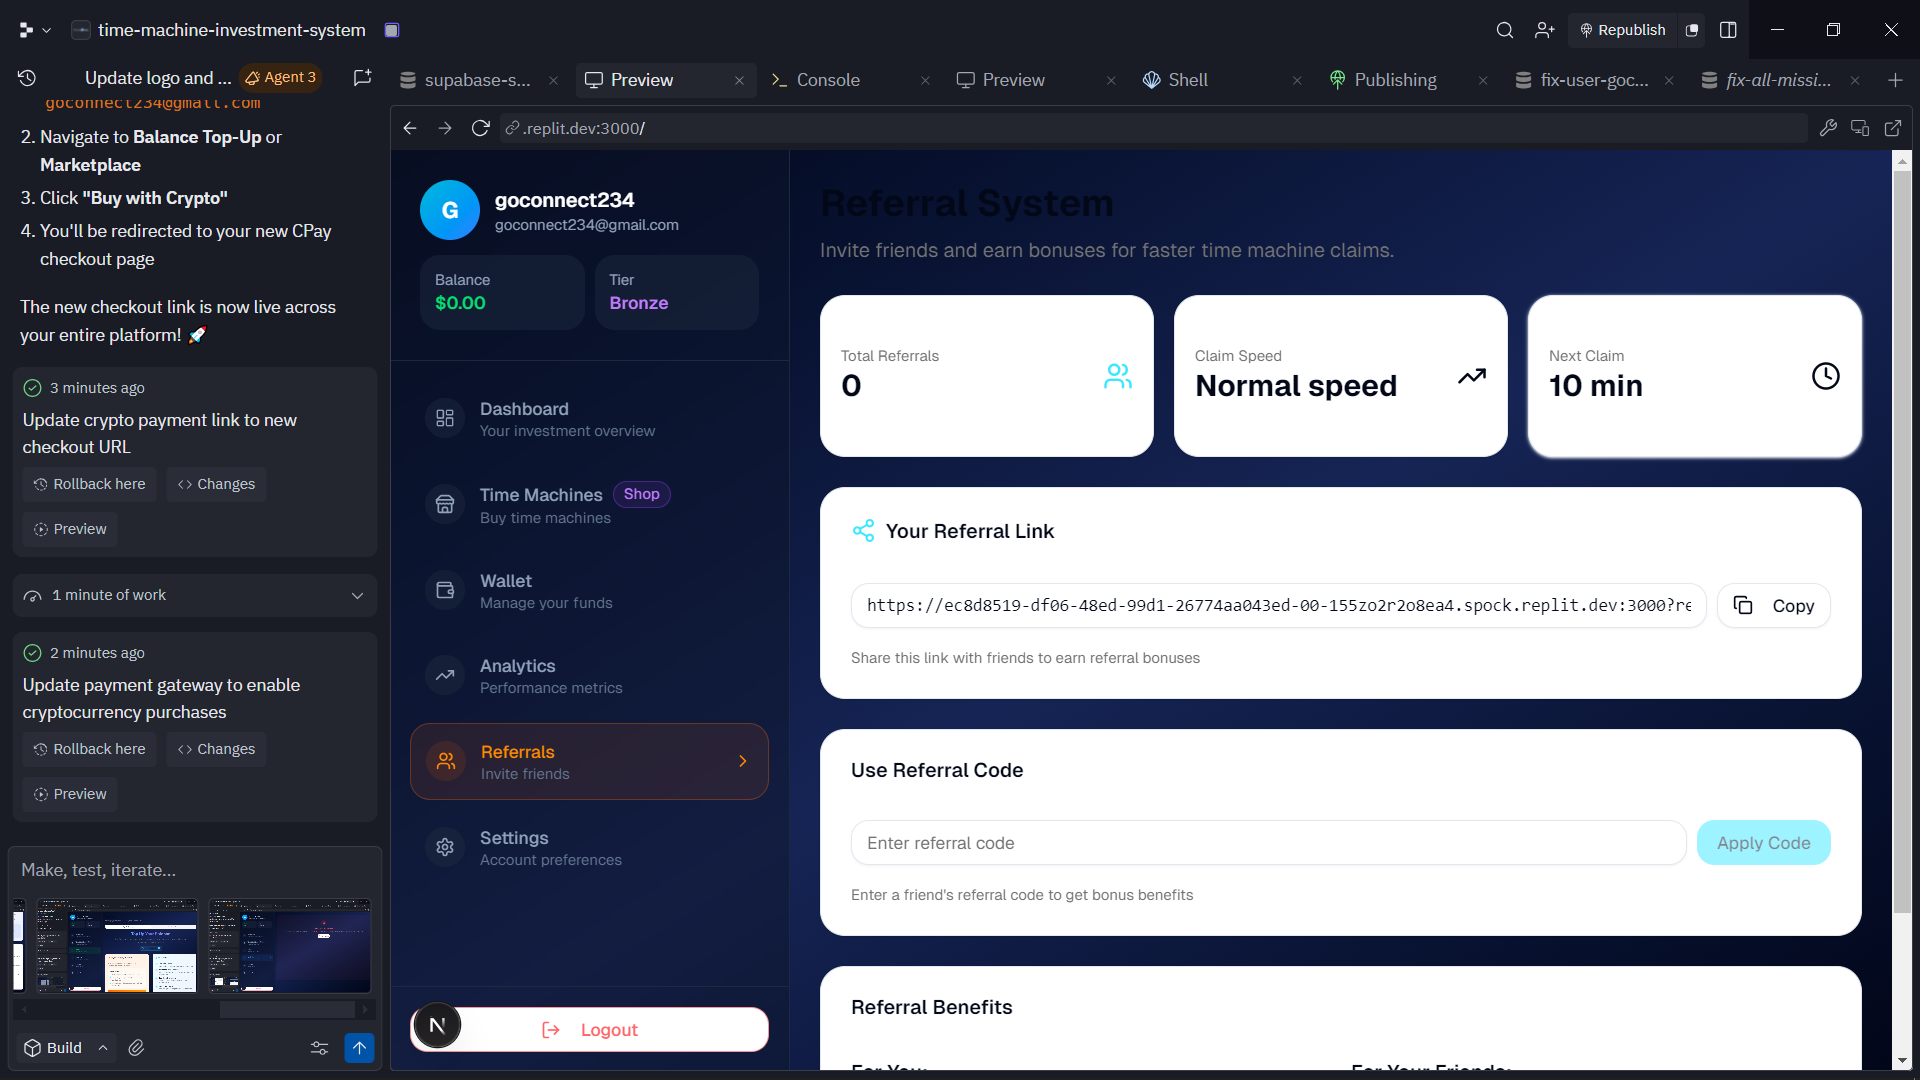 time-machine-investment-system
Republish
Update logo and ...
Agent 3
supabase-s...
Preview
Console
Preview
Shell
Publishing
fix-user-goc...
fix-all-missi...
.replit.dev:3000/
goconnect234@gmail.com
2. Navigate to Balance Top-Up or
Marketplace
3. Click "Buy with Crypto"
4. You'll be redirected to your new CPay
checkout page
The new checkout link is now live across
your entire platform! 🚀
3 minutes ago
Update crypto payment link to new
checkout URL
Rollback here
Changes
Preview
1 minute of work
2 minutes ago
Update payment gateway to enable
cryptocurrency purchases
Rollback here
Changes
Preview
Make, test, iterate...
Build
G
goconnect234
goconnect234@gmail.com
Balance
$0.00
Tier
Bronze
Dashboard
Your investment overview
Time Machines
Shop
Buy time machines
Wallet
Manage your funds
Analytics
Performance metrics
Referrals
Invite friends
Settings
Account preferences
N
Logout
Referral System
Invite friends and earn bonuses for faster time machine claims.
Total Referrals
0
Claim Speed
Normal speed
Next Claim
10 min
Your Referral Link
https://ec8d8519-df06-48ed-99d1-26774aa043ed-00-155zo2r2o8ea4.spock.replit.dev:3000?re
Copy
Share this link with friends to earn referral bonuses
Use Referral Code
Enter referral code
Apply Code
Enter a friend's referral code to get bonus benefits
Referral Benefits
For You:
For Your Friends: